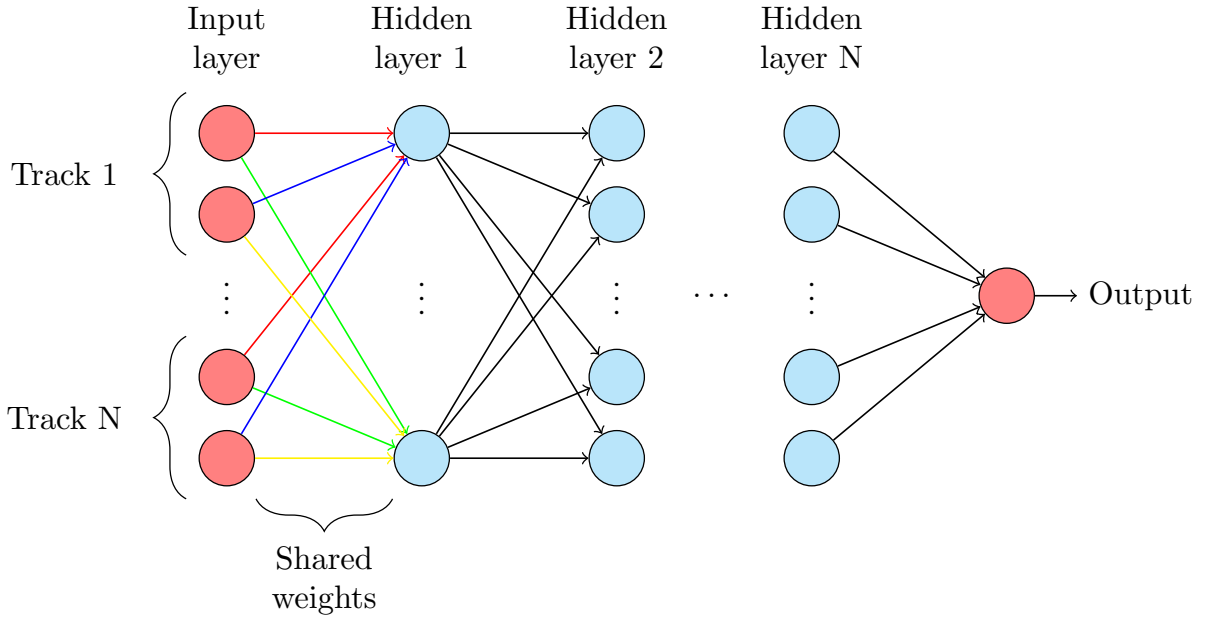 Input
layer
Hidden
layer 1
Hidden
layer 2
Hidden
layer N
Track 1
Track N
Output
Shared
weights